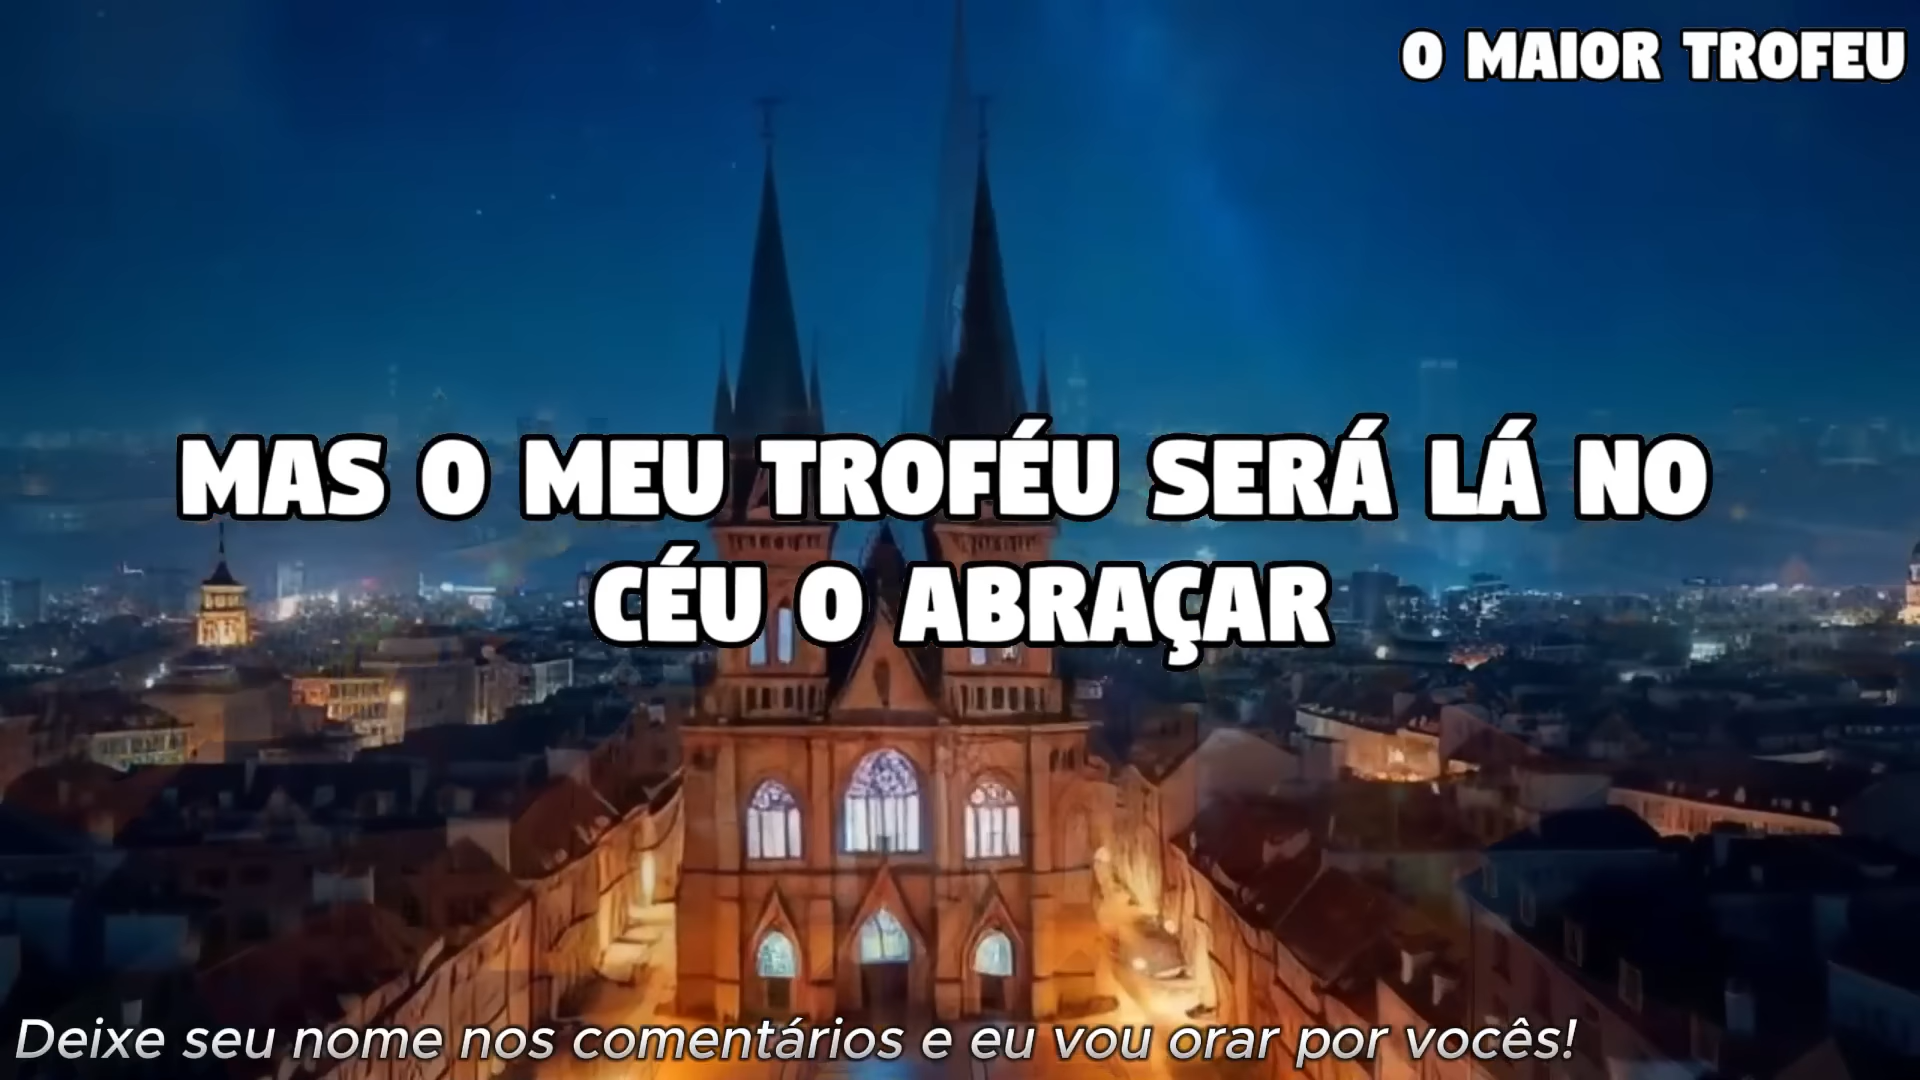 O MAIOR TROFEU
MAS O MEU TROFÉU SERÁ LÁ NO
CÉU O ABRAÇAR
Deixe seu nome nos comentários e eu vou orar por vocês!